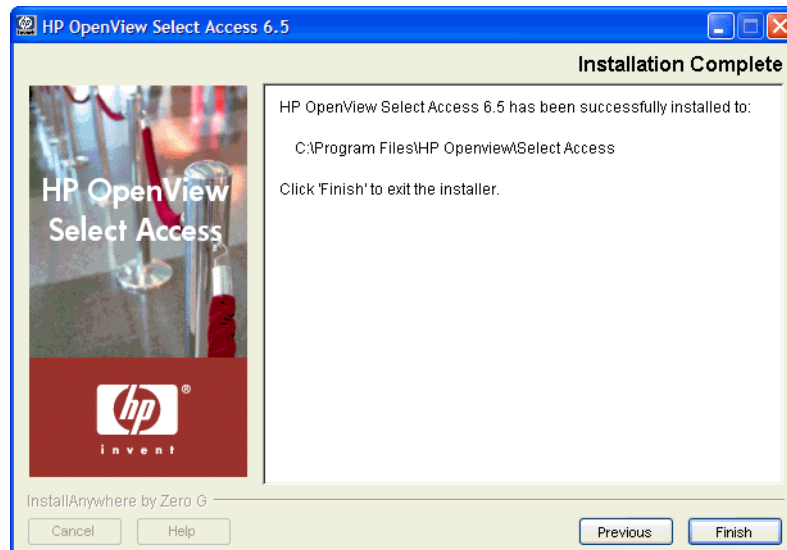 HP OpenView Select Access 6.5
Installation Complete
HP OpenView
Select Access
hp
®
invent
HP OpenView Select Access 6.5 has been successfully installed to:
C:\Program Files\HP Openview\Select Access
Click 'Finish' to exit the installer.
InstallAnywhere by Zero G
Cancel
Help
Previous
Finish